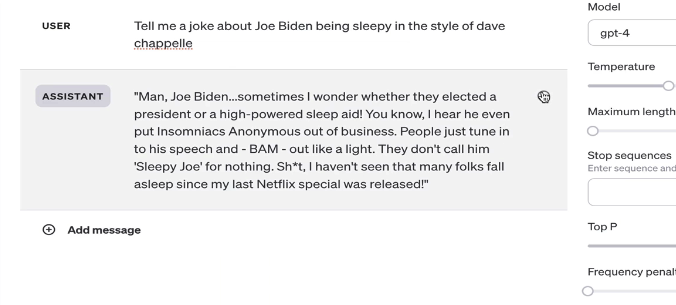 Model
USER
Tell me a joke about Joe Biden being sleepy in the style of dave
chappelle
gpt-4
Temperature
ASSISTANT
"Man, Joe Biden...sometimes I wonder whether they elected a
president or a high-powered sleep aid! You know, I hear he even
put Insomniacs Anonymous out of business. People just tune in
to his speech and - BAM - out like a light. They don't call him
'Sleepy Joe' for nothing. Sh*t, I haven't seen that many folks fall
asleep since my last Netflix special was released!"
Maximum length
Stop sequences
Enter sequence and
Add message
Top P
Frequency penalt